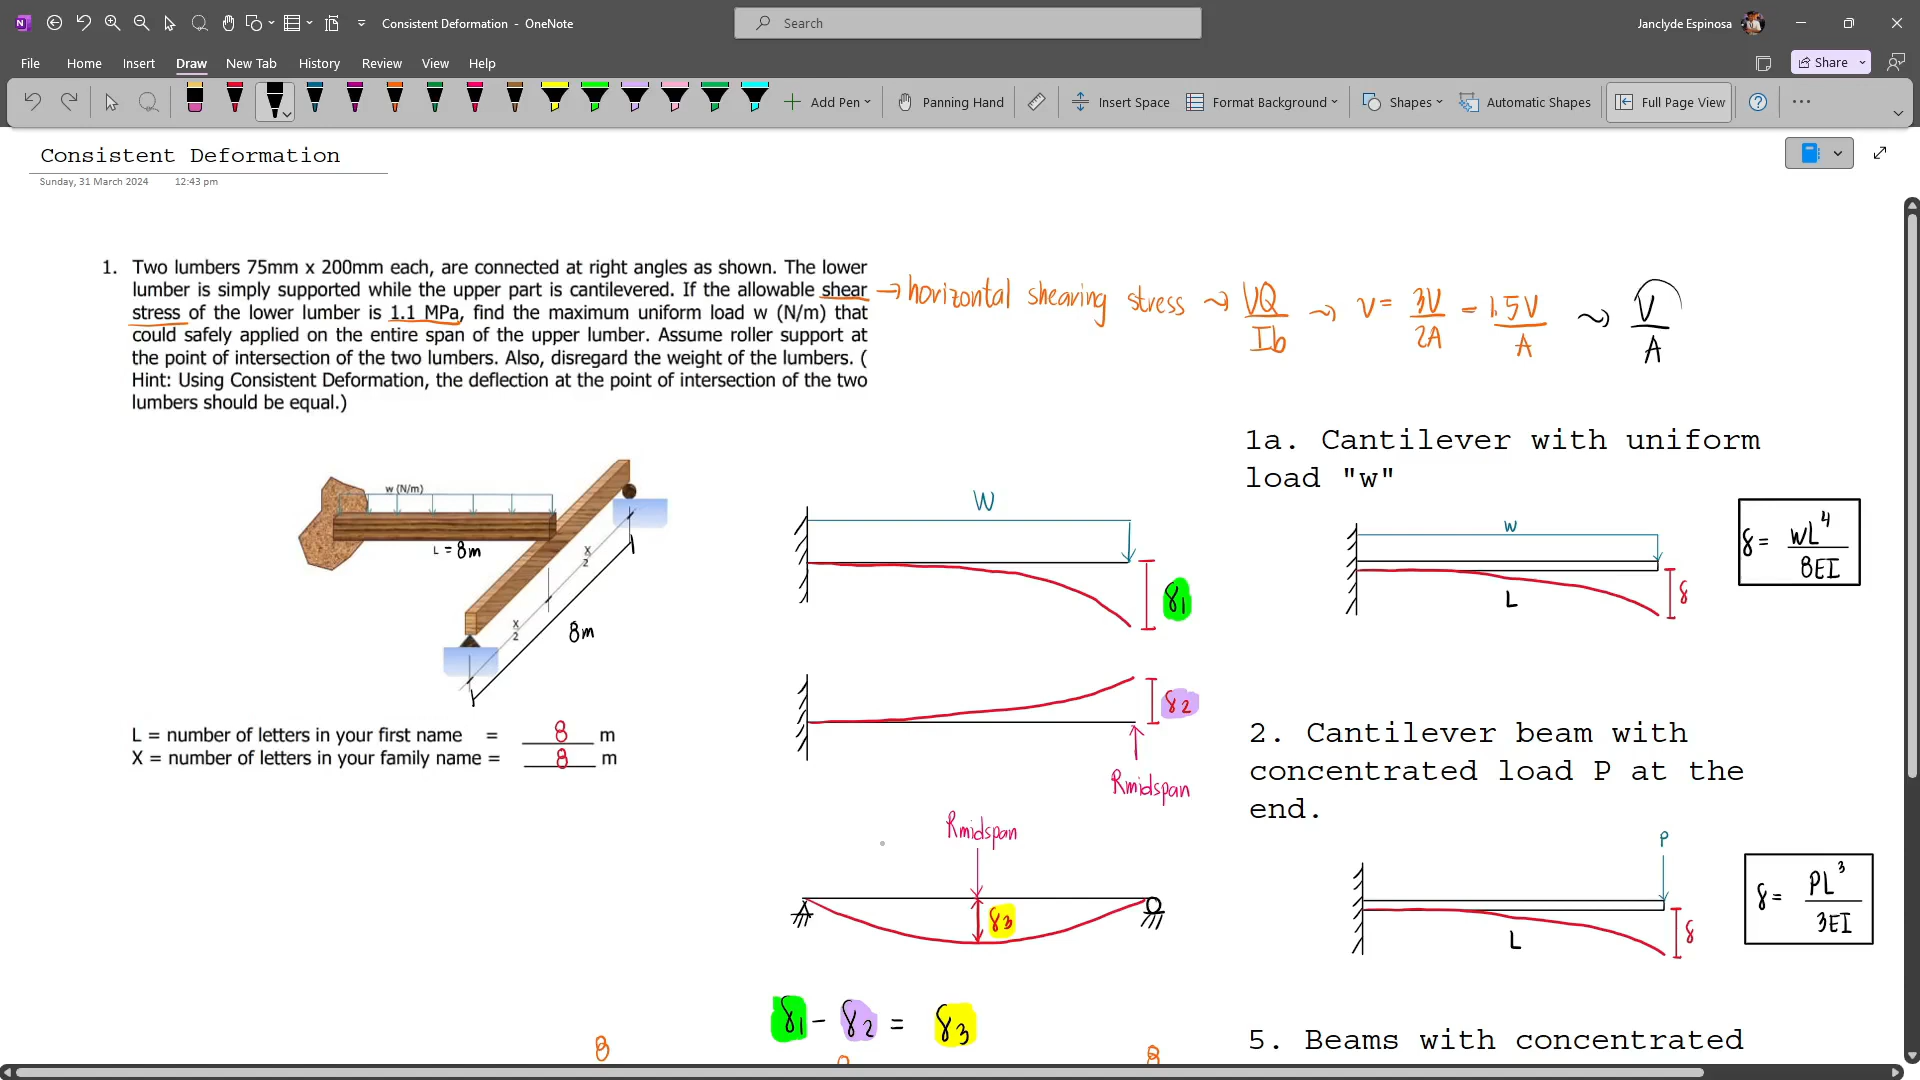 Consistent Deformation - OneNote
Search
Janclyde Espinosa
File Home Insert Draw New Tab History Review View Help
Share
Add Pen
Panning Hand
Insert Space
Format Background
Shapes
Automatic Shapes
Full Page View
Consistent Deformation
Sunday, 31 March 2024 12:43 pm
1. Two lumbers 75mm x 200mm each, are connected at right angles as shown. The lower
lumber is simply supported while the upper part is cantilevered. If the allowable shear
stress of the lower lumber is 1.1 MPa, find the maximum uniform load w (N/m) that
could safely applied on the entire span of the upper lumber. Assume roller support at
the point of intersection of the two lumbers. Also, disregard the weight of the lumbers. (
Hint: Using Consistent Deformation, the deflection at the point of intersection of the two
lumbers should be equal.)
→ horizontal shearing stress ⤳ VQ/Ib ⤳ v = 3V/2A = 1.5V/A ⤳ V/A
w (N/m)
L = 8m
X/2
X/2
8m
L = number of letters in your first name = 8 m
X = number of letters in your family name = 8 m
W
δ1
δ2
Rmidspan
Rmidspan
δ3
δ1 - δ2 = δ3
8
8
1a. Cantilever with uniform
load "w"
w
L
δ
δ = WL⁴/8EI
2. Cantilever beam with
concentrated load P at the
end.
P
L
δ
δ = PL³/3EI
5. Beams with concentrated